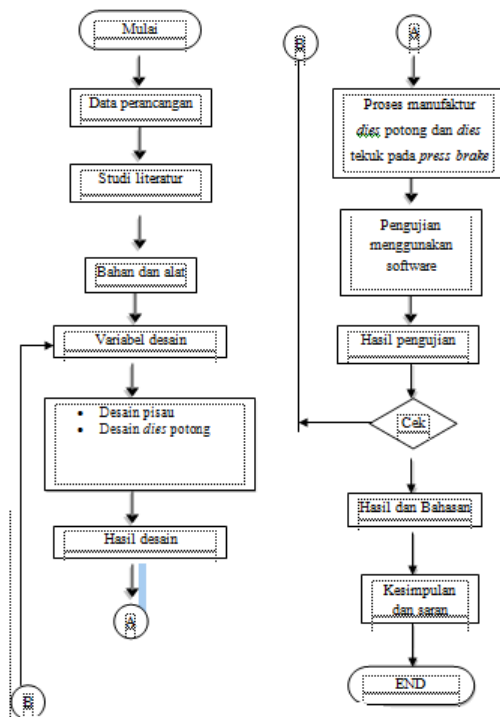 Mulai
Data perancangan
Studi literatur
Bahan dan alat
Variabel desain
• Desain pisau
• Desain dies potong
Hasil desain
A
B
B
A
Proses manufaktur
dies potong dan dies
tekuk pada press brake
Pengujian
menggunakan
software
Hasil pengujian
Cek
Hasil dan Bahasan
Kesimpulan
dan saran
END